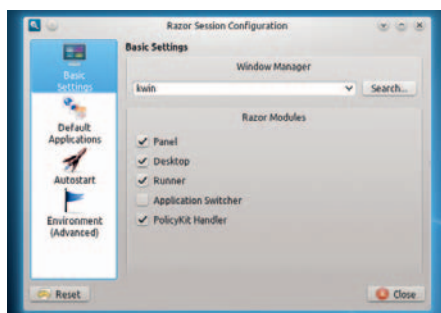 Razor Session Configuration
Basic Settings
Basic
Settings
Default
Applications
Autostart
Environment
(Advanced)
Window Manager
kwin
Search...
Razor Modules
Panel
Desktop
Runner
Application Switcher
PolicyKit Handler
Reset
Close